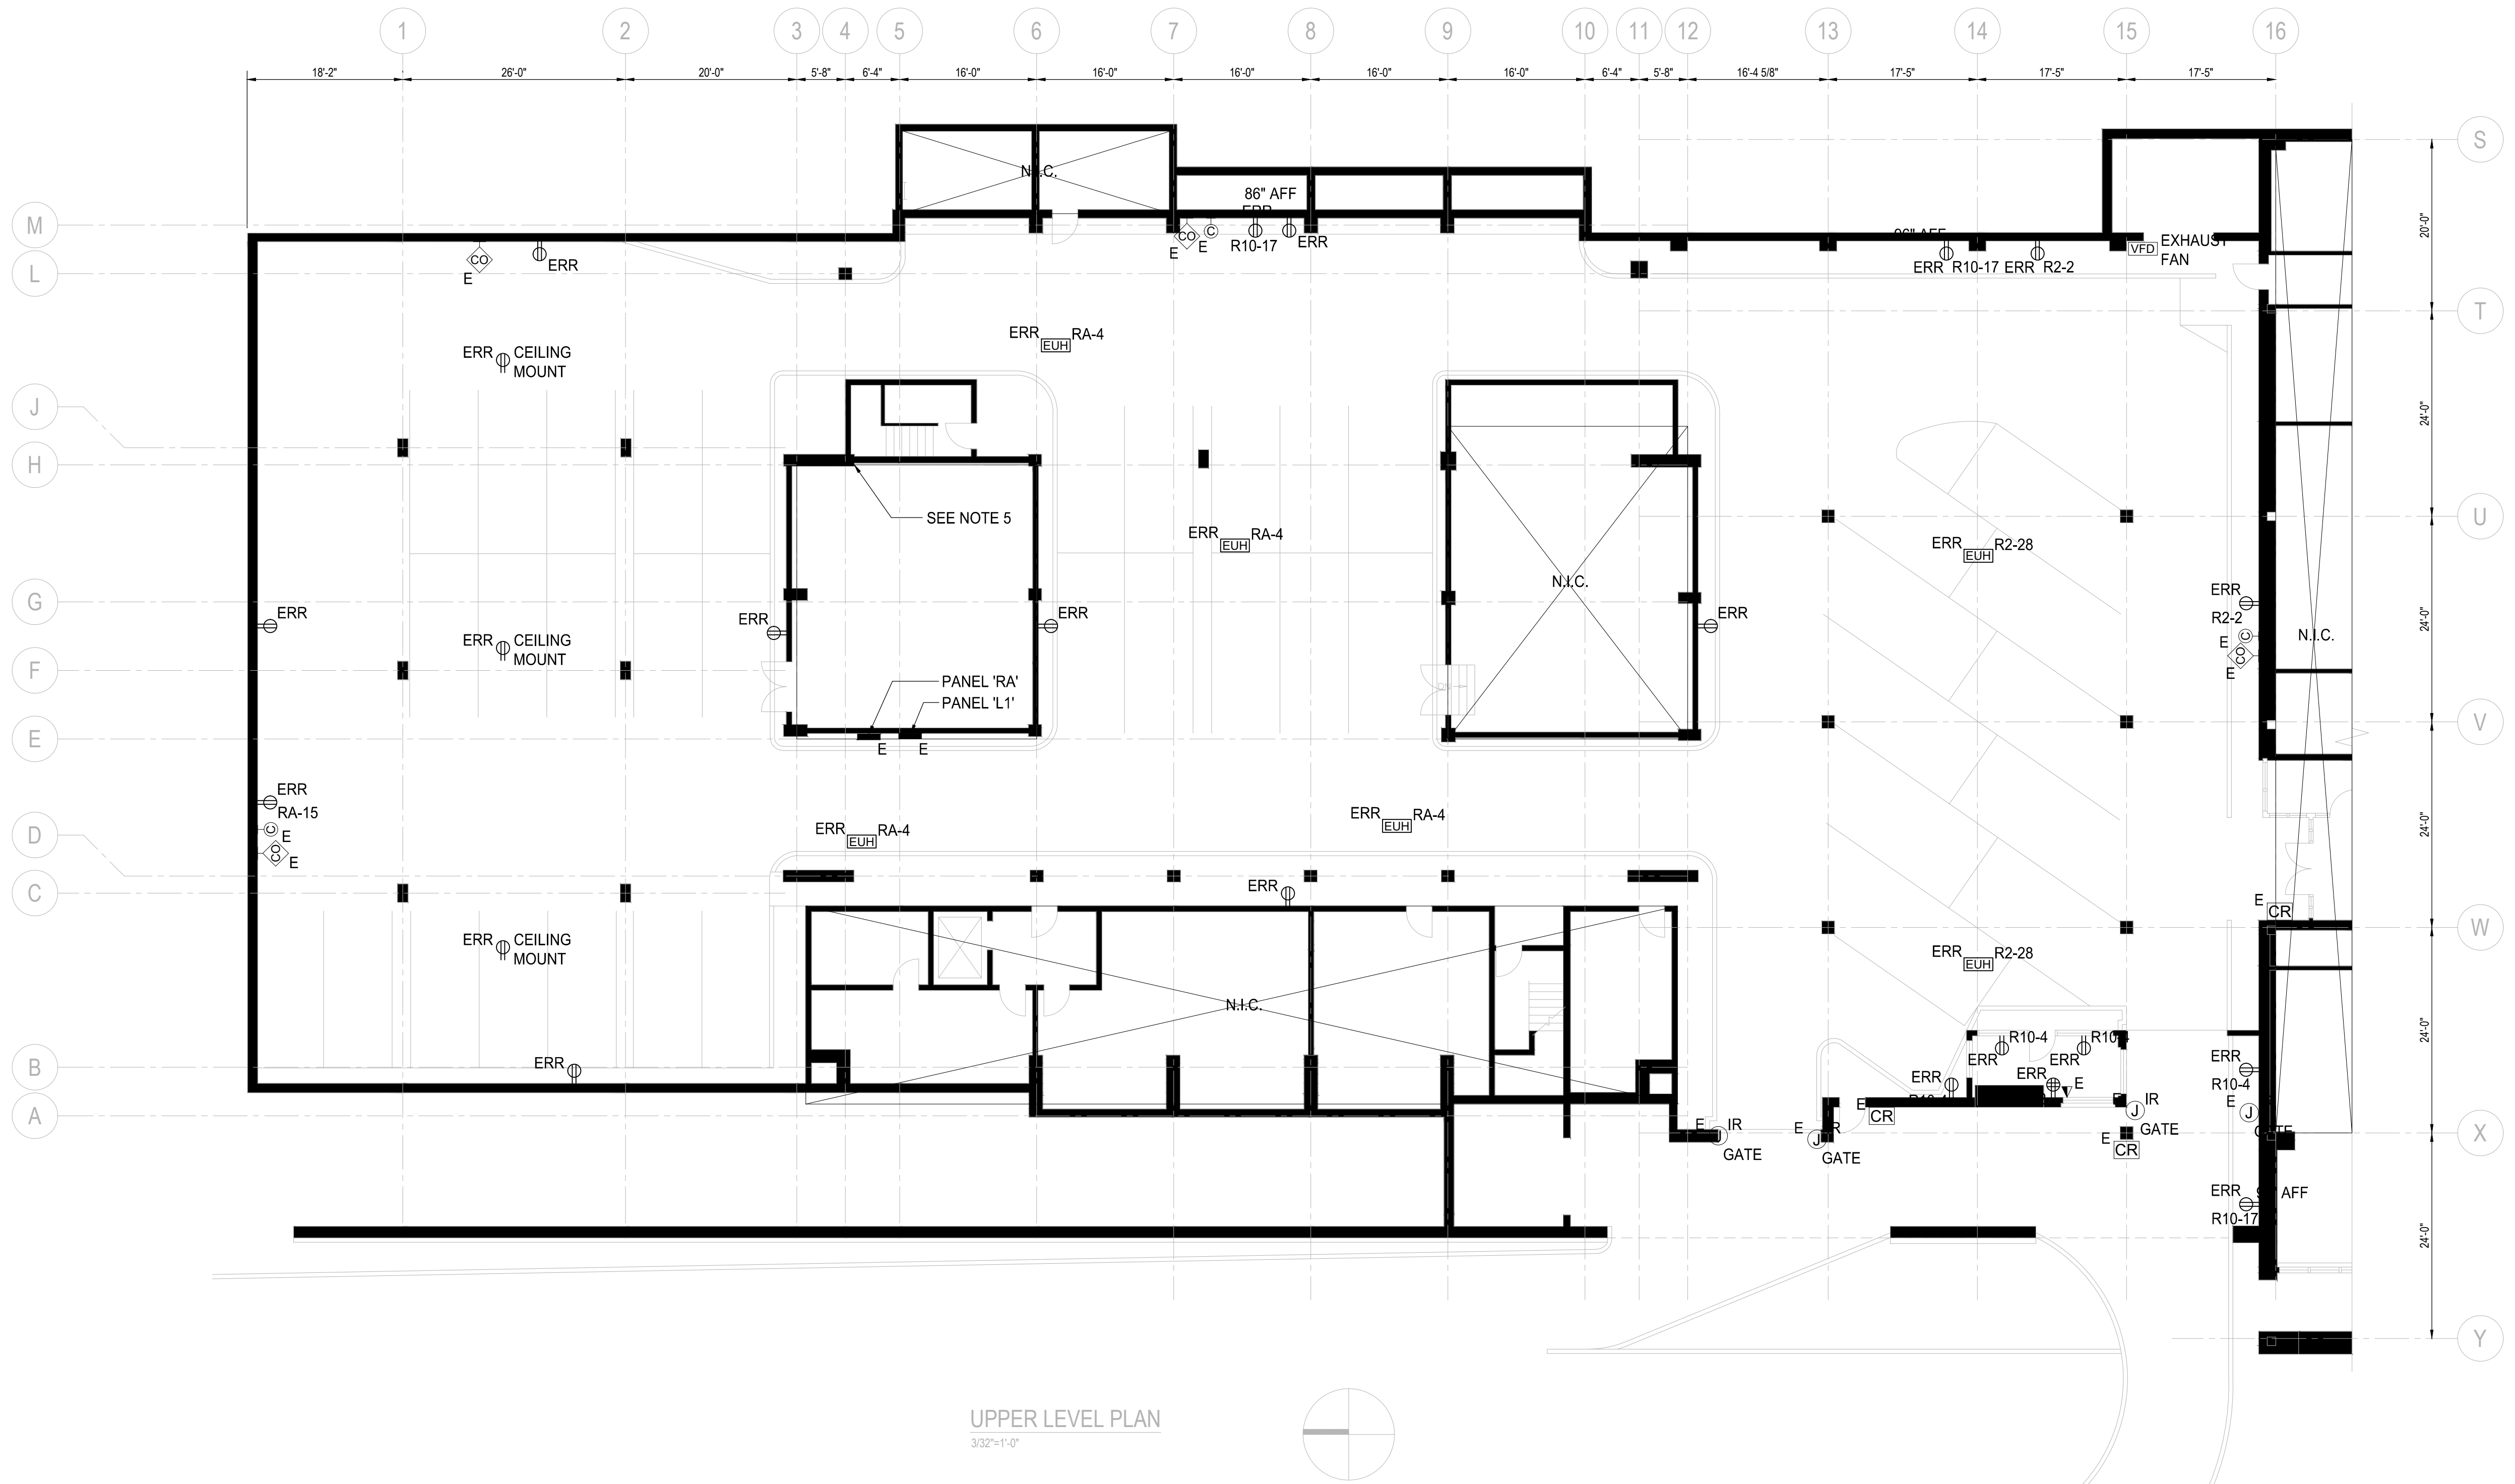 1 2 3 4 5 6 7 8 9 10 11 12 13 14 15 16
18'-2" 26'-0" 20'-0" 5'-8" 6'-4" 16'-0" 16'-0" 16'-0" 16'-0" 16'-0" 6'-4" 5'-8" 16'-4 5/8" 17'-5" 17'-5" 17'-5"
S
N.I.C.
86" AFF
ERR
M
20'-0"
CO E C E R10-17 ERR
CO E ERR
AFF
ERR R10-17 ERR R2-2
VFD EXHAUST
FAN
L
T
ERR EUH RA-4
ERR CEILING
MOUNT
J
24'-0"
H
SEE NOTE 5
U
ERR EUH RA-4
ERR EUH R2-28
N.I.C.
G
ERR
ERR
ERR
ERR
ERR
R2-2
24'-0"
C E
CO E
N.I.C.
ERR CEILING
MOUNT
F
PANEL 'RA'
PANEL 'L1'
DN
E
E E
V
ERR
RA-15
C E
CO E
ERR EUH RA-4
ERR EUH RA-4
24'-0"
D
C
ERR
E
CR
W
ERR CEILING
MOUNT
ERR EUH R2-28
N.I.C.
24'-0"
B
ERR
R10-4
ERR
ERR
ERR
ERR
E
ERR
R10-4
E
J
A
E
CR
J IR
GATE
E
J IR
GATE
E
J
GATE
E
CR
X
ERR AFF
R10-17
24'-0"
Y
UPPER LEVEL PLAN
3/32"=1'-0"